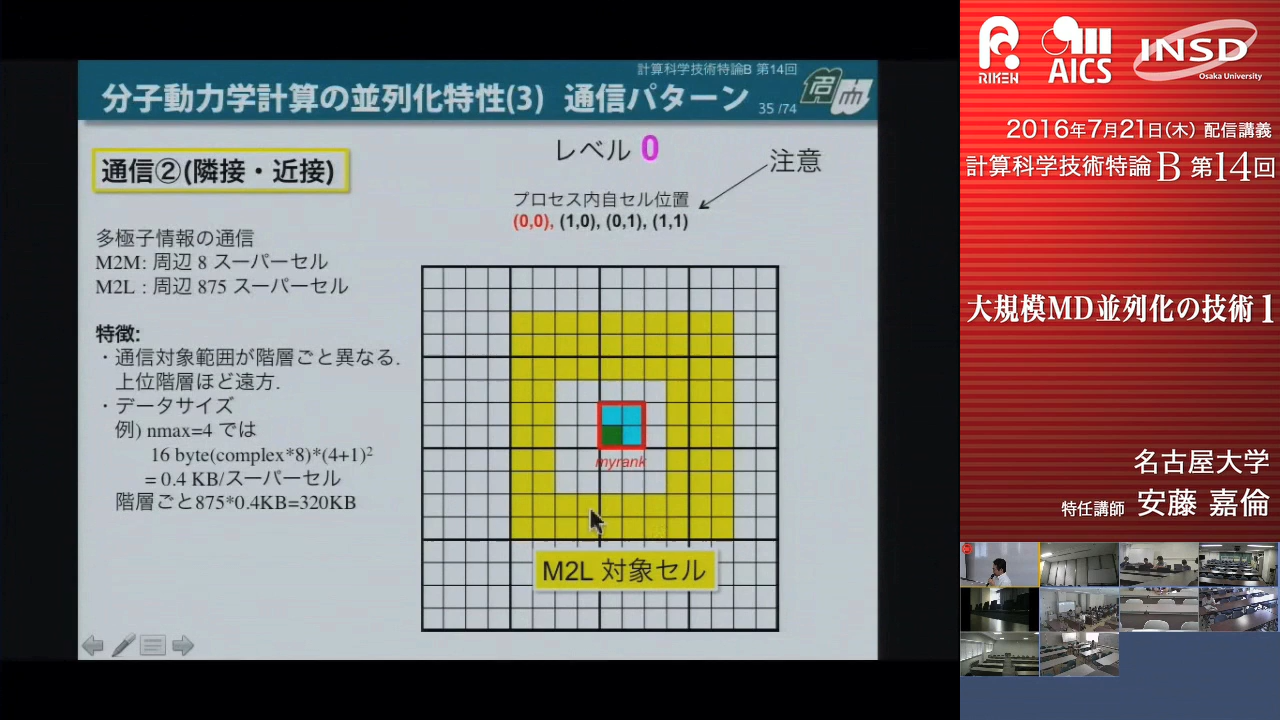 計算科学技術特論B 第14回
分子動力学計算の並列化特性(3) 通信パターン
35 /74
通信②(隣接・近接)
レベル 0
注意
プロセス内自セル位置
(0,0), (1,0), (0,1), (1,1)
多極子情報の通信
M2M: 周辺 8 スーパーセル
M2L : 周辺 875 スーパーセル
特徴:
・通信対象範囲が階層ごと異なる.
上位階層ほど遠方.
・データサイズ
例) nmax=4 では
16 byte(complex*8)*(4+1)²
= 0.4 KB/スーパーセル
階層ごと875*0.4KB=320KB
myrank
M2L 対象セル
RIKEN
AICS
INSD
Osaka University
2016年7月21日(木) 配信講義
計算科学技術特論 B 第14回
大規模MD並列化の技術1
名古屋大学
特任講師 安藤 嘉倫